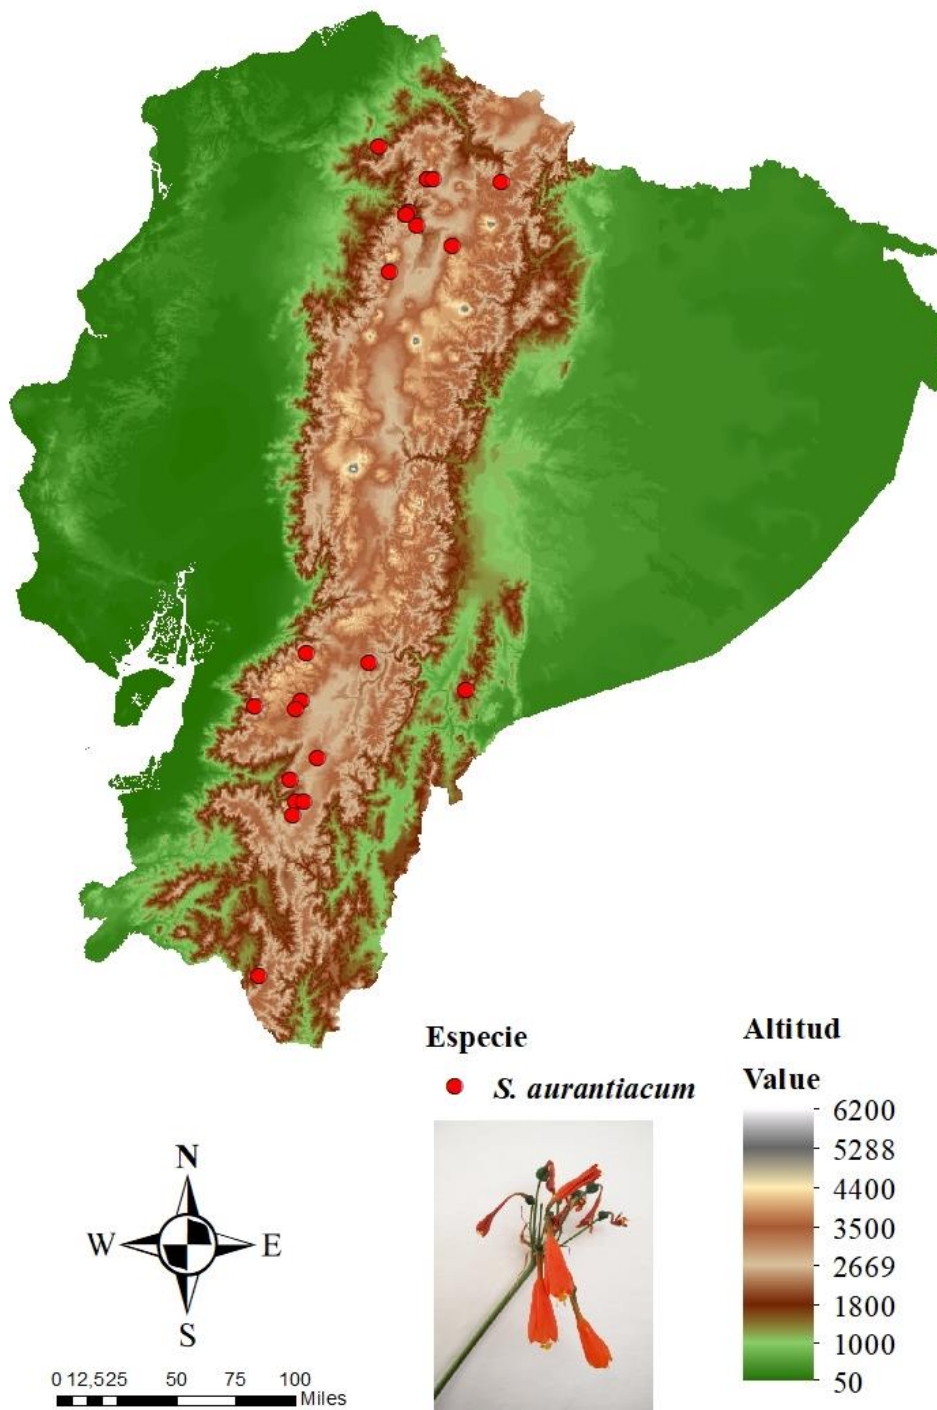 Especie
S. aurantiacum
Altitud
Value
6200
5288
4400
3500
2669
1800
1000
50
N
W E
S
0 12,525 50 75 100
Miles